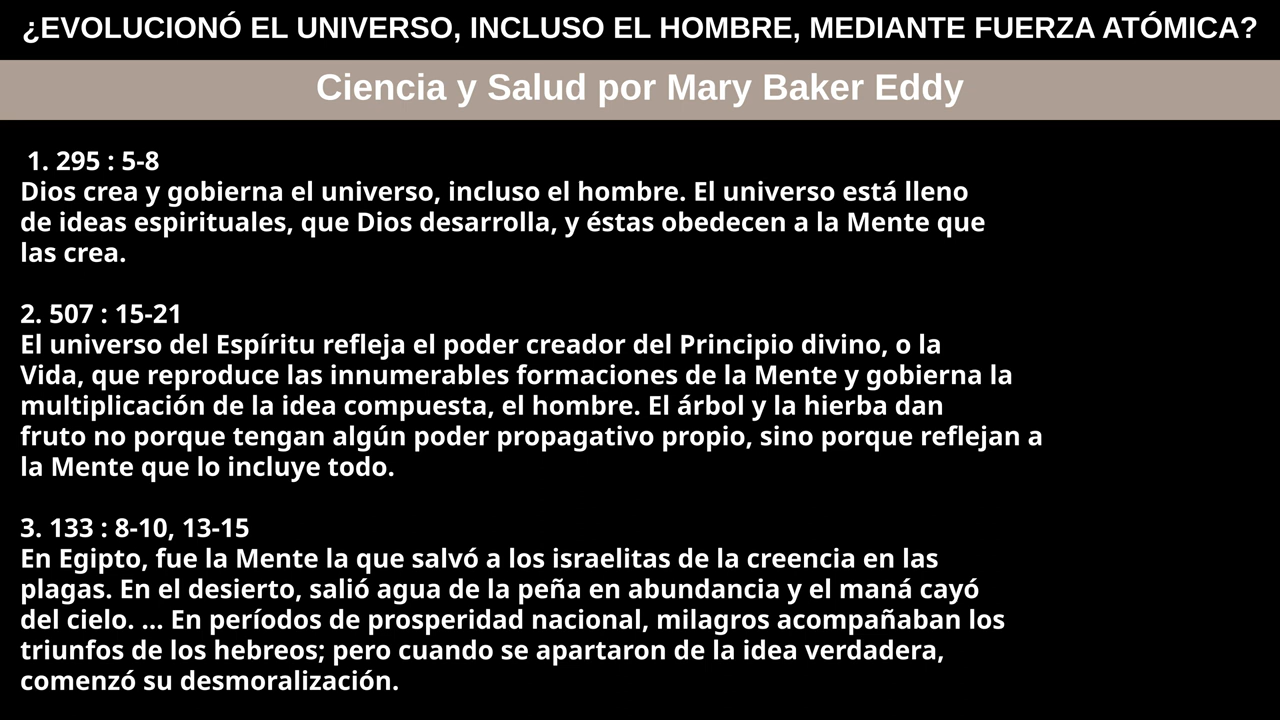 ¿EVOLUCIONÓ EL UNIVERSO, INCLUSO EL HOMBRE, MEDIANTE FUERZA ATÓMICA?
Ciencia y Salud por Mary Baker Eddy
1. 295 : 5-8
Dios crea y gobierna el universo, incluso el hombre. El universo está lleno
de ideas espirituales, que Dios desarrolla, y éstas obedecen a la Mente que
las crea.
2. 507 : 15-21
El universo del Espíritu refleja el poder creador del Principio divino, o la
Vida, que reproduce las innumerables formaciones de la Mente y gobierna la
multiplicación de la idea compuesta, el hombre. El árbol y la hierba dan
fruto no porque tengan algún poder propagativo propio, sino porque reflejan a
la Mente que lo incluye todo.
3. 133 : 8-10, 13-15
En Egipto, fue la Mente la que salvó a los israelitas de la creencia en las
plagas. En el desierto, salió agua de la peña en abundancia y el maná cayó
del cielo. ... En períodos de prosperidad nacional, milagros acompañaban los
triunfos de los hebreos; pero cuando se apartaron de la idea verdadera,
comenzó su desmoralización.